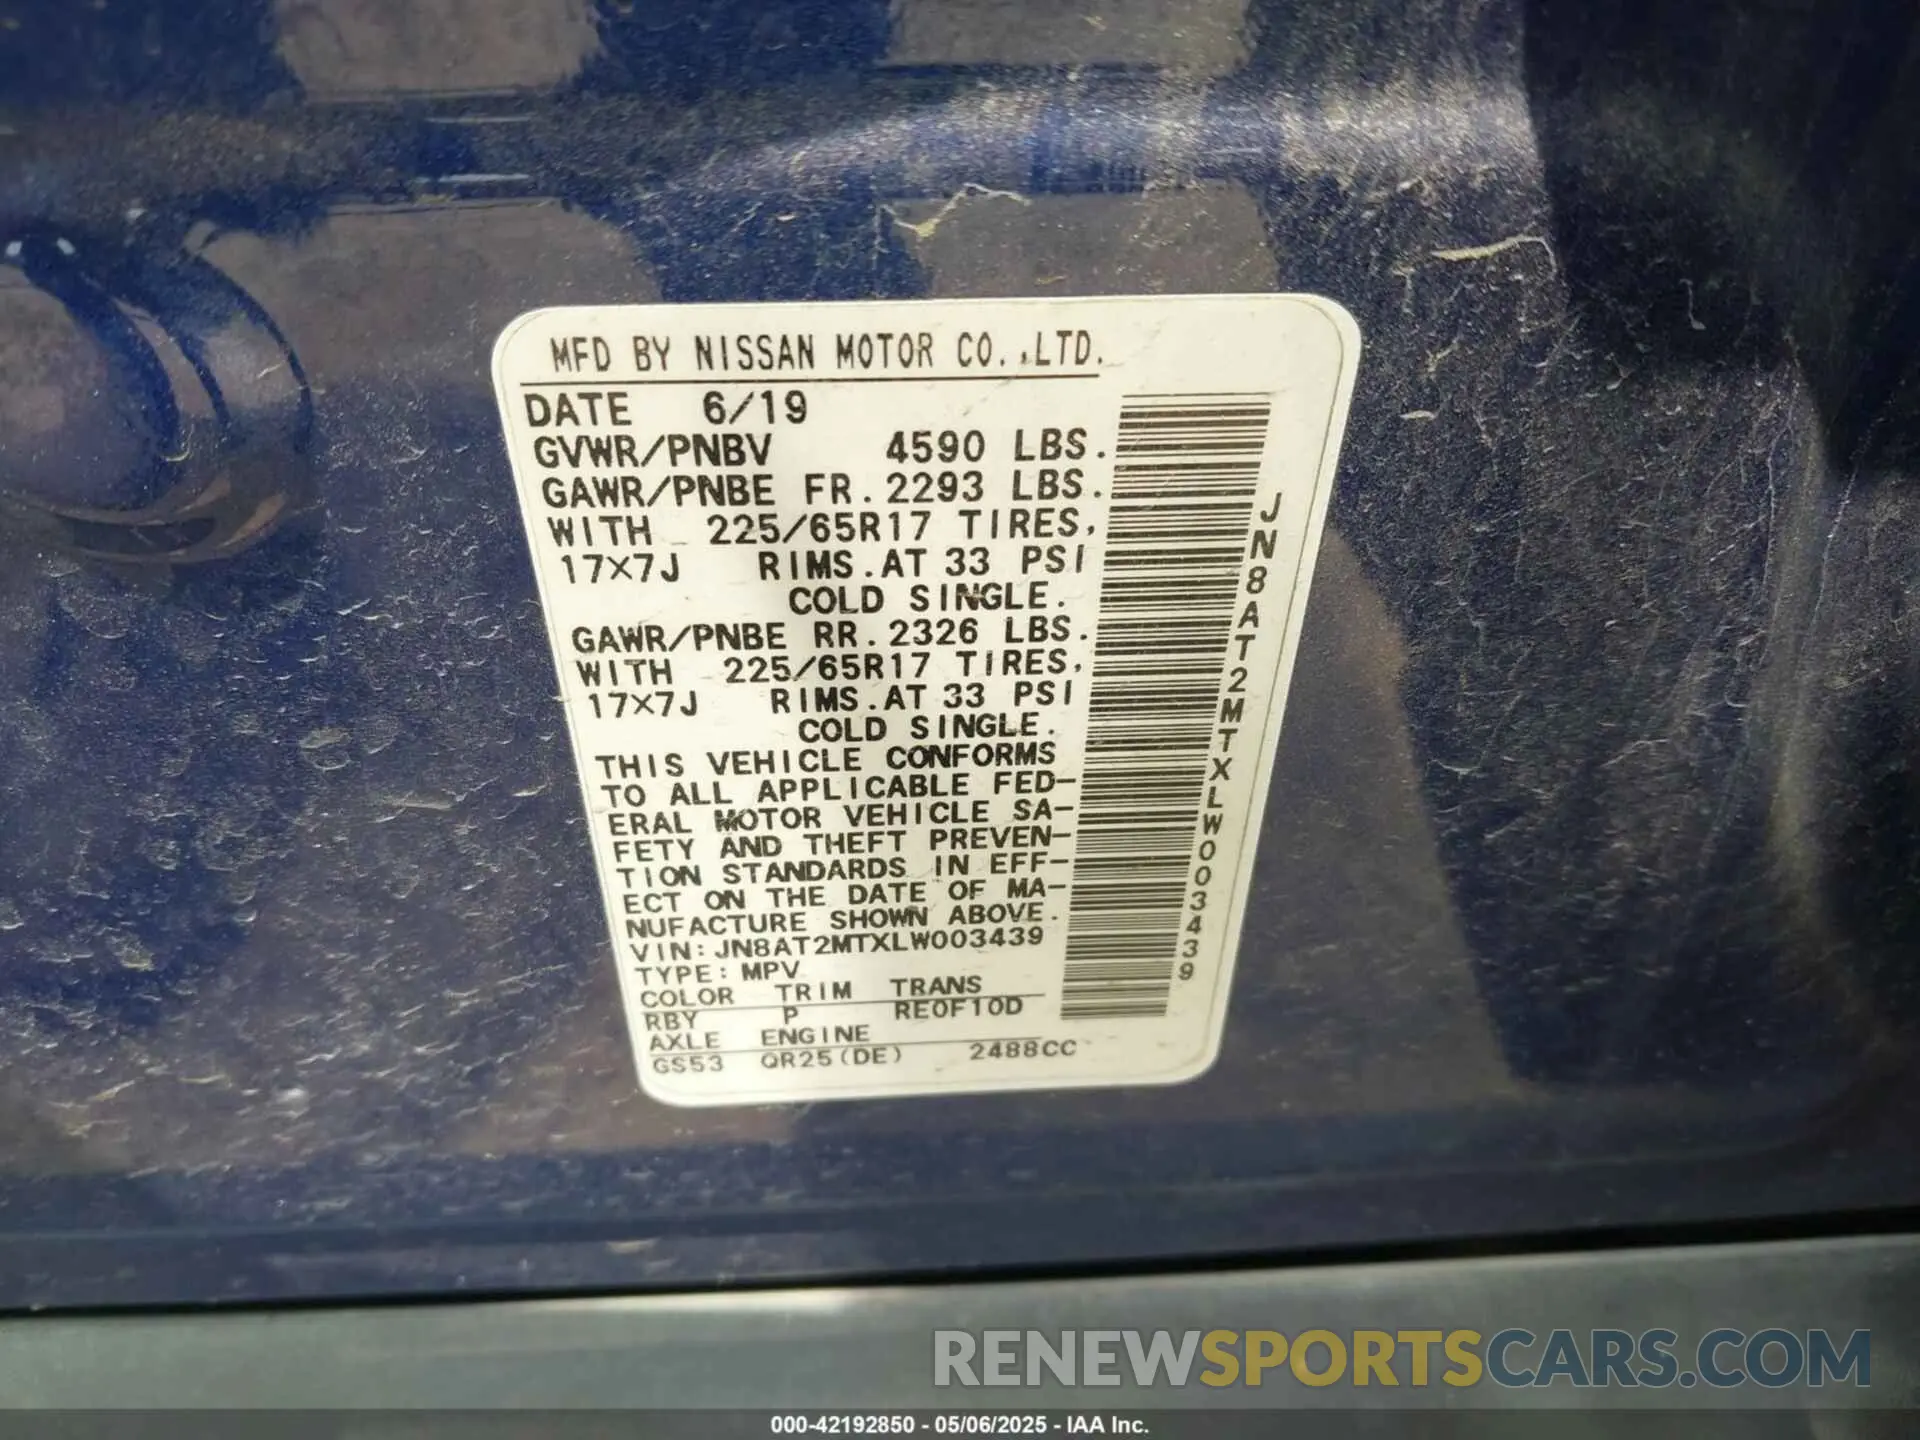 MFD BY NISSAN MOTOR CO.,LTD.
DATE 6/19
GVWR/PNBV 4590 LBS.
GAWR/PNBE FR. 2293 LBS.
WITH 225/65R17 TIRES,
17×7J RIMS.AT 33 PSI
COLD SINGLE.
GAWR/PNBE RR. 2326 LBS.
WITH 225/65R17 TIRES,
17×7J RIMS.AT 33 PSI
COLD SINGLE.
THIS VEHICLE CONFORMS
TO ALL APPLICABLE FED-
ERAL MOTOR VEHICLE SA-
FETY AND THEFT PREVEN-
TION STANDARDS IN EFF-
ECT ON THE DATE OF MA-
NUFACTURE SHOWN ABOVE.
VIN: JN8AT2MTXLW003439
TYPE: MPV
COLOR TRIM TRANS
RBY P RE0F10D
AXLE ENGINE
GS53 QR25(DE) 2488CC
JN8AT2MTXLW003439
RENEWSPORTSCARS.COM
000-42192850 - 05/06/2025 - IAA Inc.